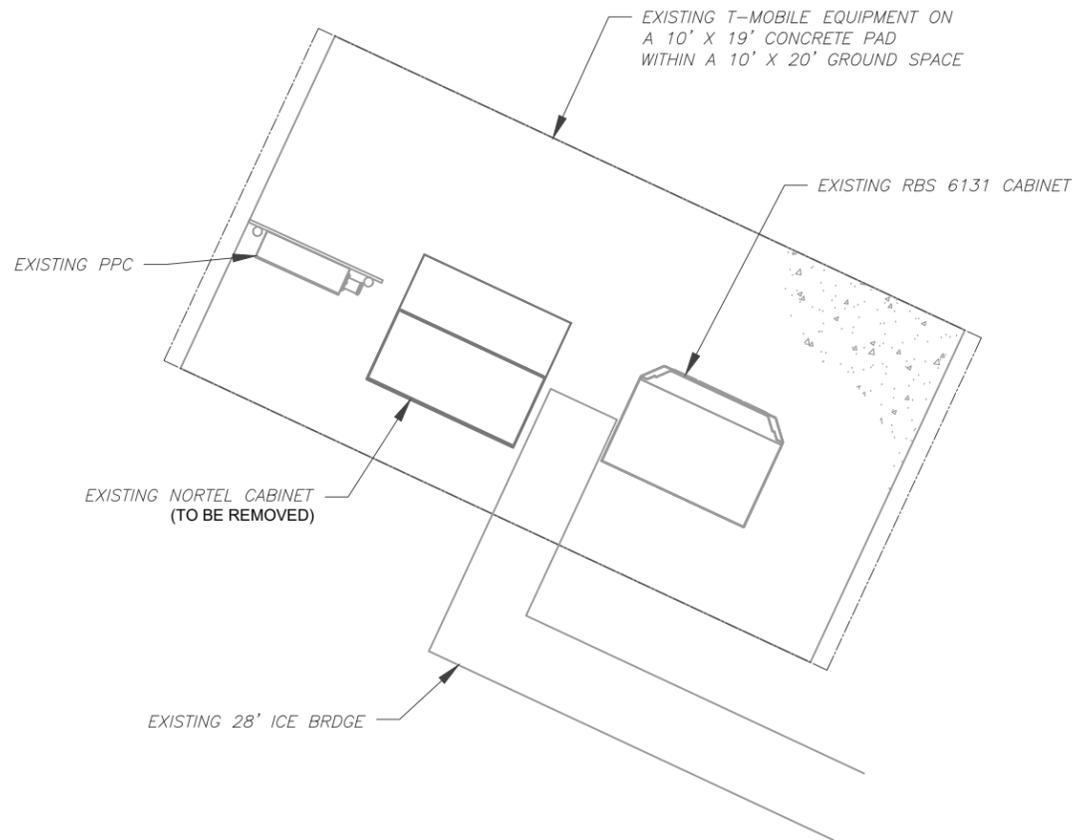 EXISTING T-MOBILE EQUIPMENT ON
A 10' X 19' CONCRETE PAD
WITHIN A 10' X 20' GROUND SPACE
EXISTING RBS 6131 CABINET
EXISTING PPC
EXISTING NORTEL CABINET
(TO BE REMOVED)
EXISTING 28' ICE BRDGE